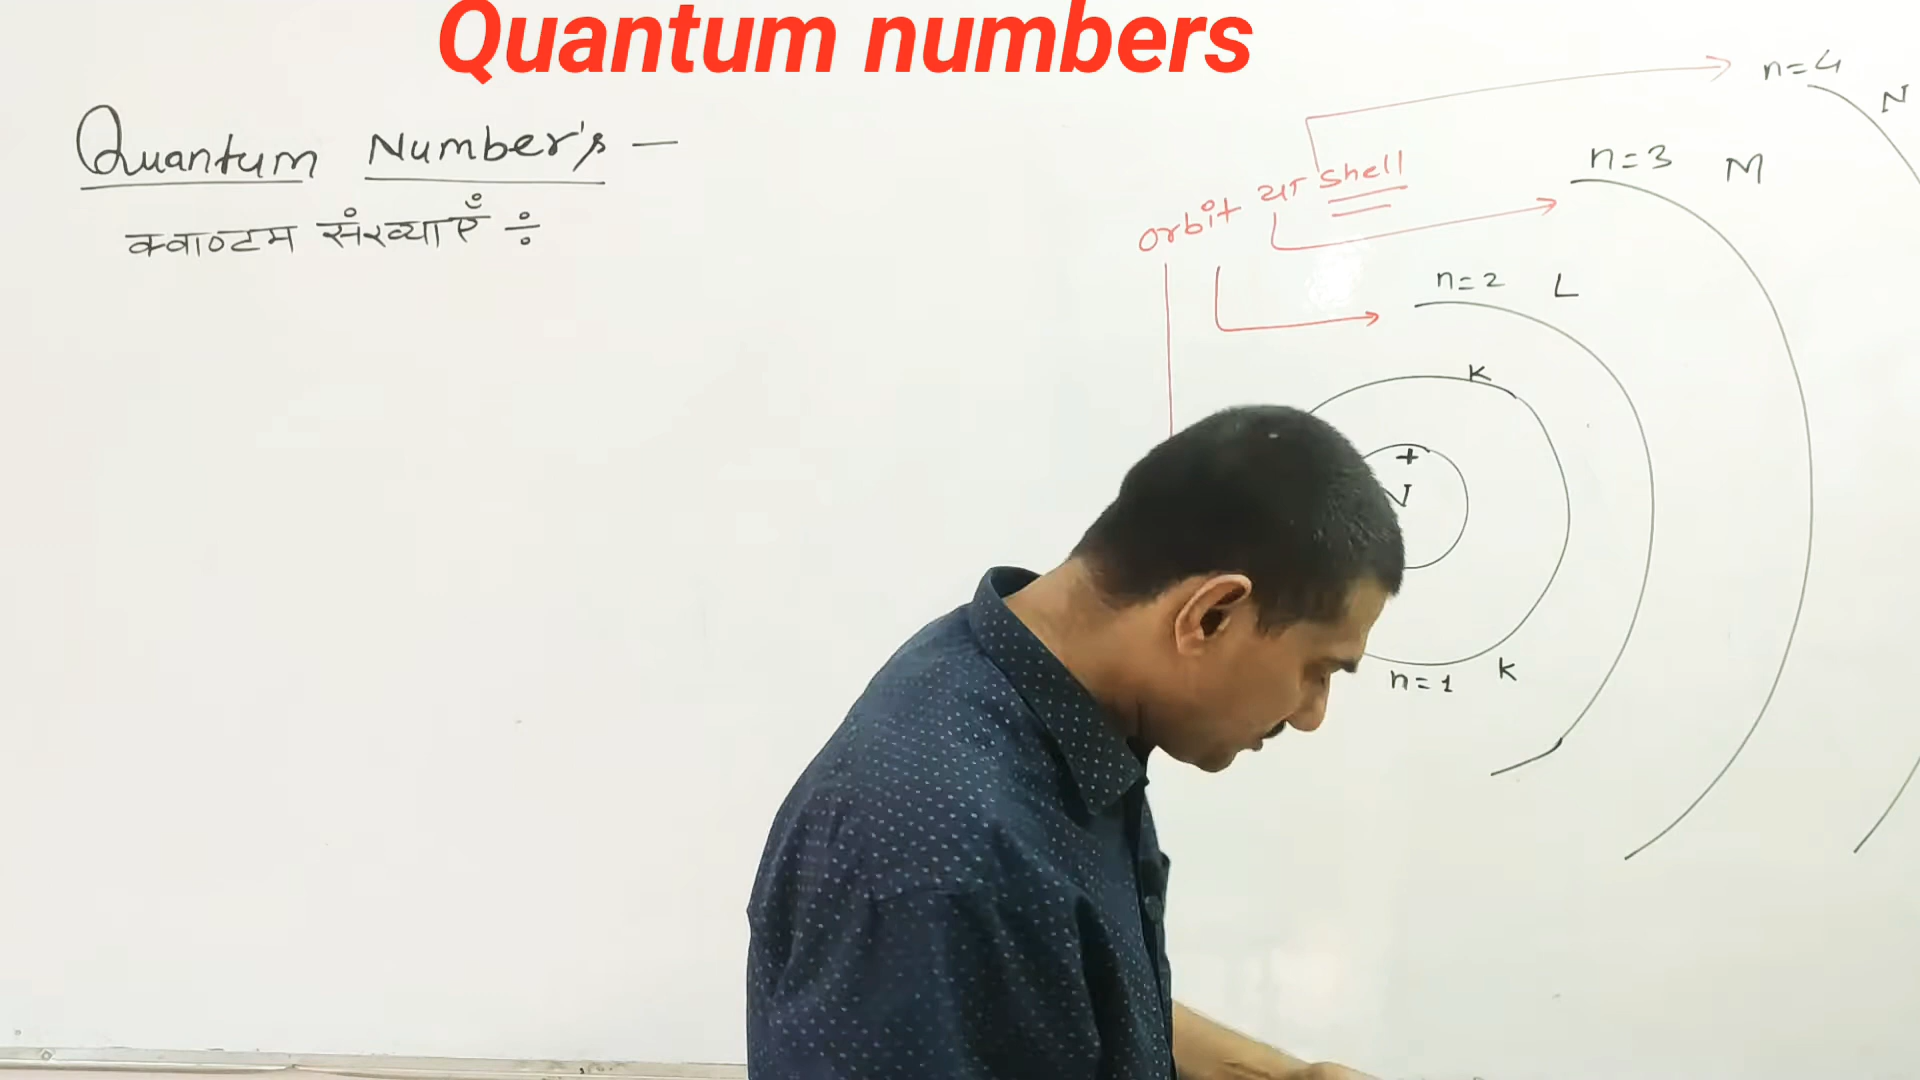 Quantum numbers
Quantum Number's —
क्वाण्टम संख्याएँ ÷
orbit या shell
n=4
N
n=3 M
n=2 L
K
+
N
n=1 K